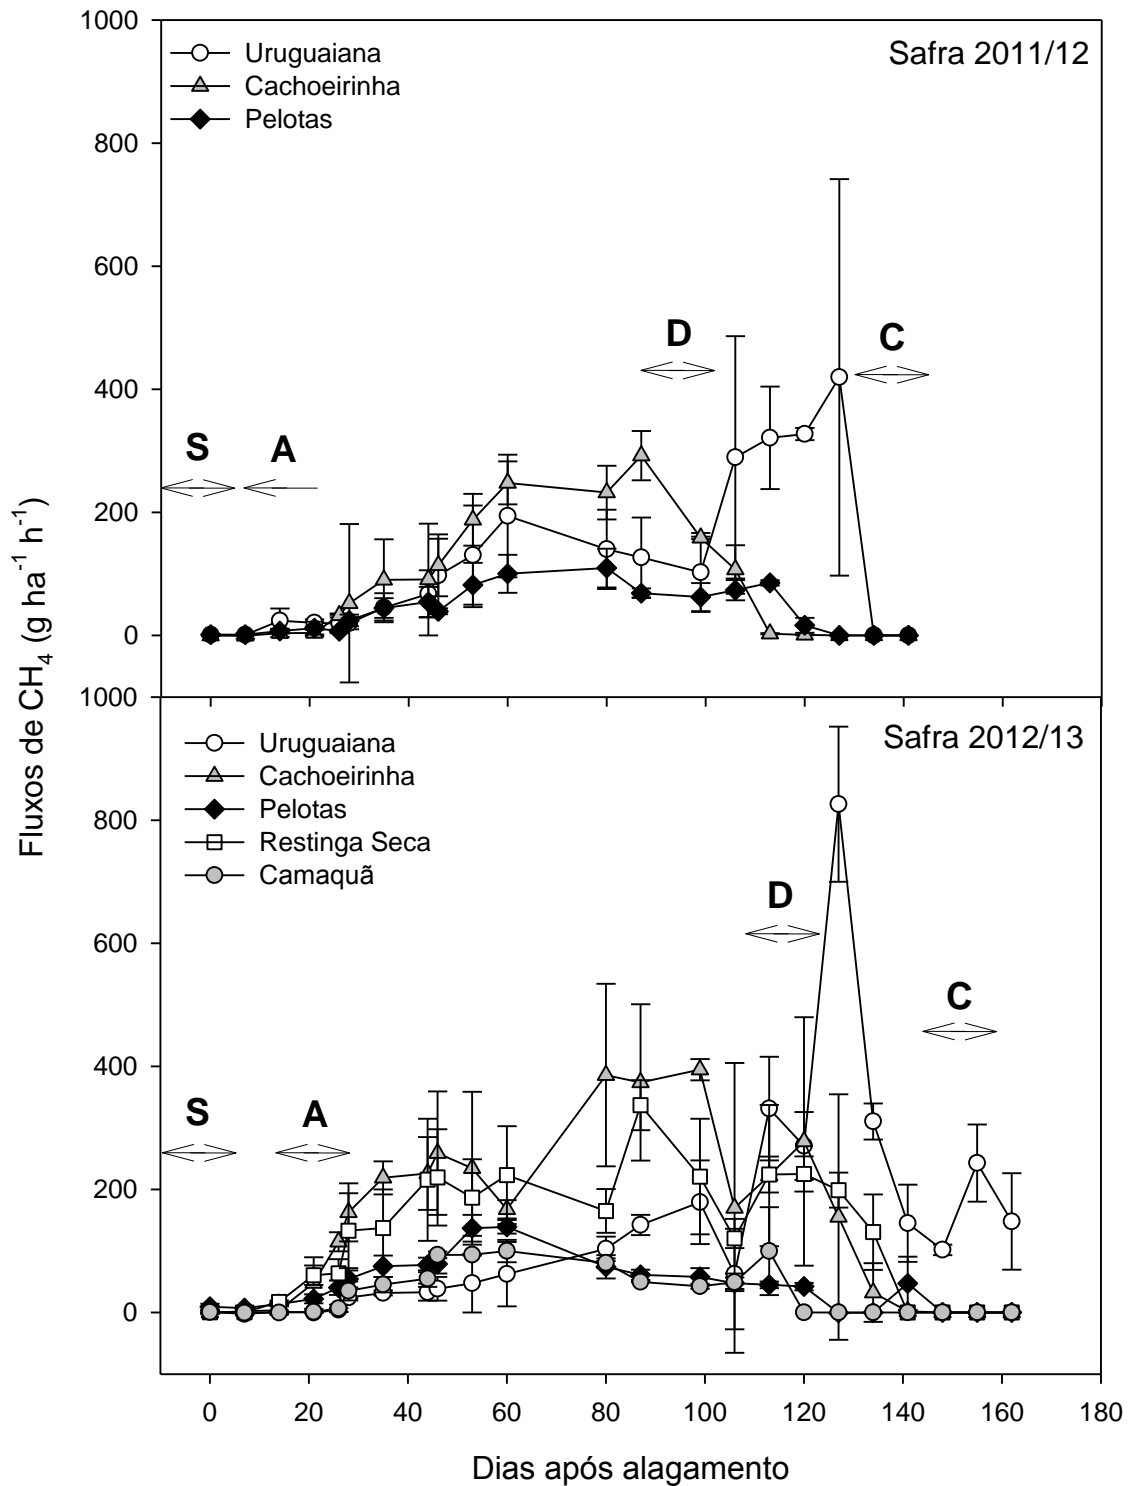 Fluxos de CH4 (g ha-1 h-1)
1000
800
600
400
200
0
Uruguaiana
Cachoeirinha
Pelotas
Safra 2011/12
S
A
D
C
1000
800
600
400
200
0
Uruguaiana
Cachoeirinha
Pelotas
Restinga Seca
Camaquã
Safra 2012/13
S
A
D
C
0 20 40 60 80 100 120 140 160 180
Dias após alagamento